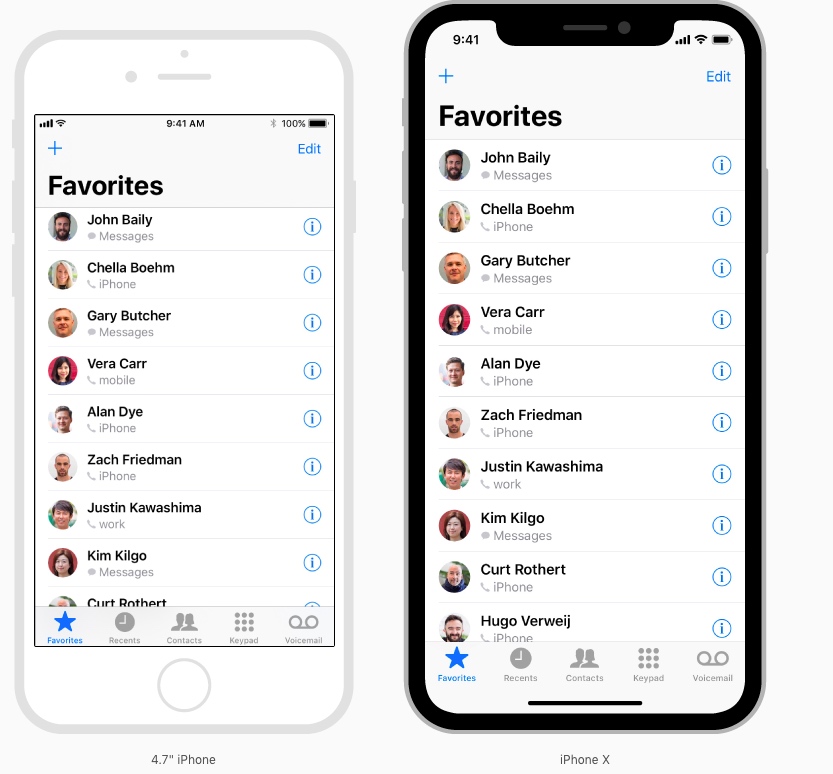 9:41 AM
100%
+
Edit
Favorites
John Baily
Messages
Chella Boehm
iPhone
Gary Butcher
Messages
Vera Carr
mobile
Alan Dye
iPhone
Zach Friedman
iPhone
Justin Kawashima
work
Kim Kilgo
Messages
Curt Rothert
Favorites
Recents
Contacts
Keypad
Voicemail
4.7" iPhone
9:41
+
Edit
Favorites
John Baily
Messages
Chella Boehm
iPhone
Gary Butcher
Messages
Vera Carr
mobile
Alan Dye
iPhone
Zach Friedman
iPhone
Justin Kawashima
work
Kim Kilgo
Messages
Curt Rothert
iPhone
Hugo Verweij
iPhone
Favorites
Recents
Contacts
Keypad
Voicemail
iPhone X